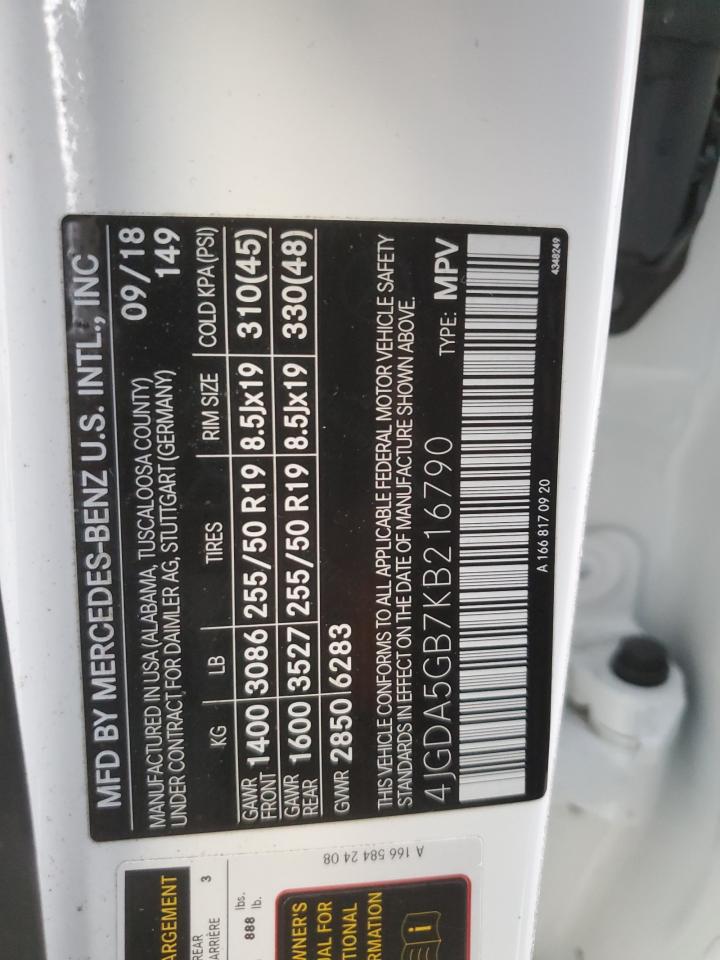 MFD BY MERCEDES-BENZ U.S. INTL., INC
MANUFACTURED IN USA (ALABAMA, TUSCALOOSA COUNTY) 09/18
UNDER CONTRACT FOR DAIMLER AG, STUTTGART (GERMANY) 149
KG LB TIRES RIM SIZE COLD KPA (PSI)
GAWR FRONT 1400 3086 255/50 R19 8.5Jx19 310(45)
GAWR REAR 1600 3527 255/50 R19 8.5Jx19 330(48)
GVWR 2850 6283
THIS VEHICLE CONFORMS TO ALL APPLICABLE FEDERAL MOTOR VEHICLE SAFETY
STANDARDS IN EFFECT ON THE DATE OF MANUFACTURE SHOWN ABOVE.
4JGDA5GB7KB216790 TYPE: MPV
A 166 817 09 20 4348249
A 166 584 24 08
ARGEMENT
REAR
ARRIÈRE 3
888 lbs.
lb.
WNER'S
UAL FOR
TIONAL
RMATION
i